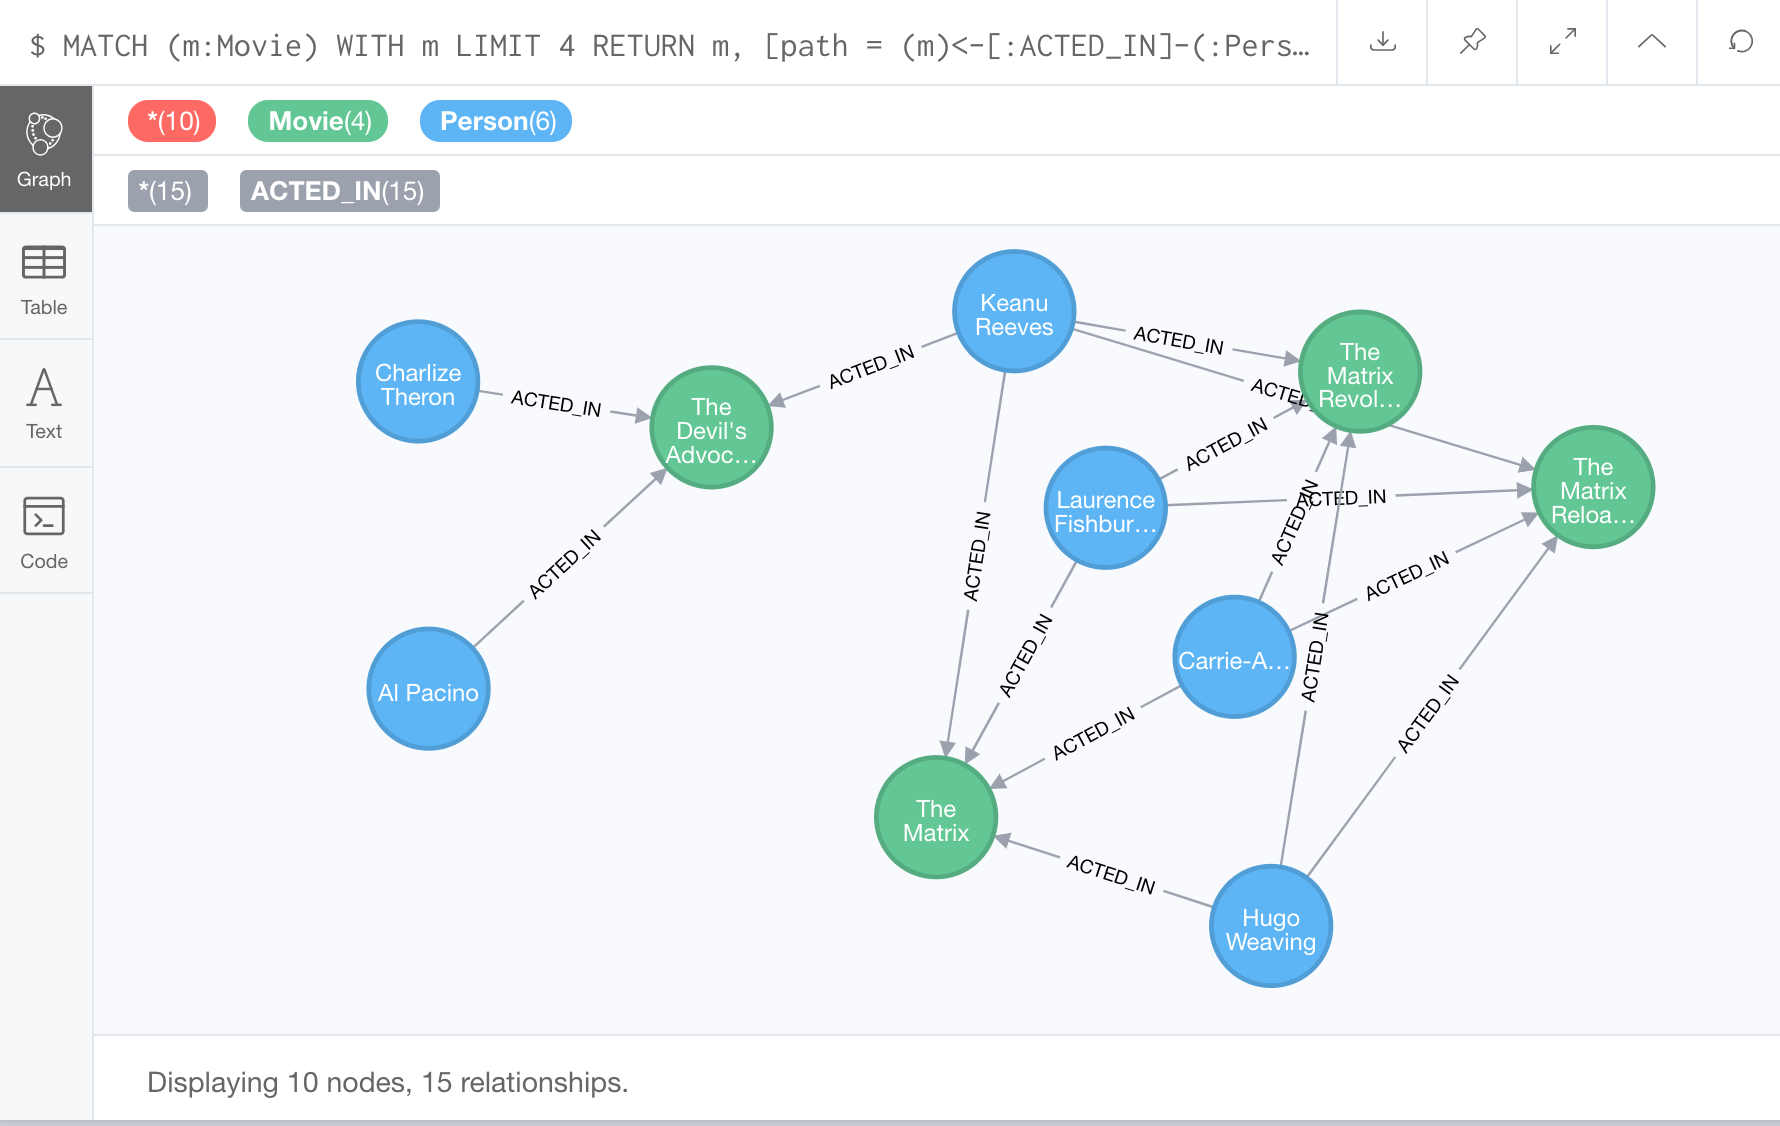 $ MATCH (m:Movie) WITH m LIMIT 4 RETURN m, [path = (m)<-[:ACTED_IN]-(:Pers…
*(10) Movie(4) Person(6)
*(15) ACTED_IN(15)
Graph
Table
Text
Code
Keanu
Reeves
Charlize
Theron
The
Devil's
Advoc…
Al Pacino
The
Matrix
Revol…
The
Matrix
Reloa…
Laurence
Fishbur…
Carrie-A…
The
Matrix
Hugo
Weaving
ACTED_IN
ACTED_IN
ACTED_IN
ACTED_IN
ACTED_
ACTED_IN
ACTED_IN
ACTED_IN
ACTED_IN
ACTED_IN
ACTED_IN
ACTED_IN
ACTED_IN
ACTED_IN
ACTED_IN
Displaying 10 nodes, 15 relationships.